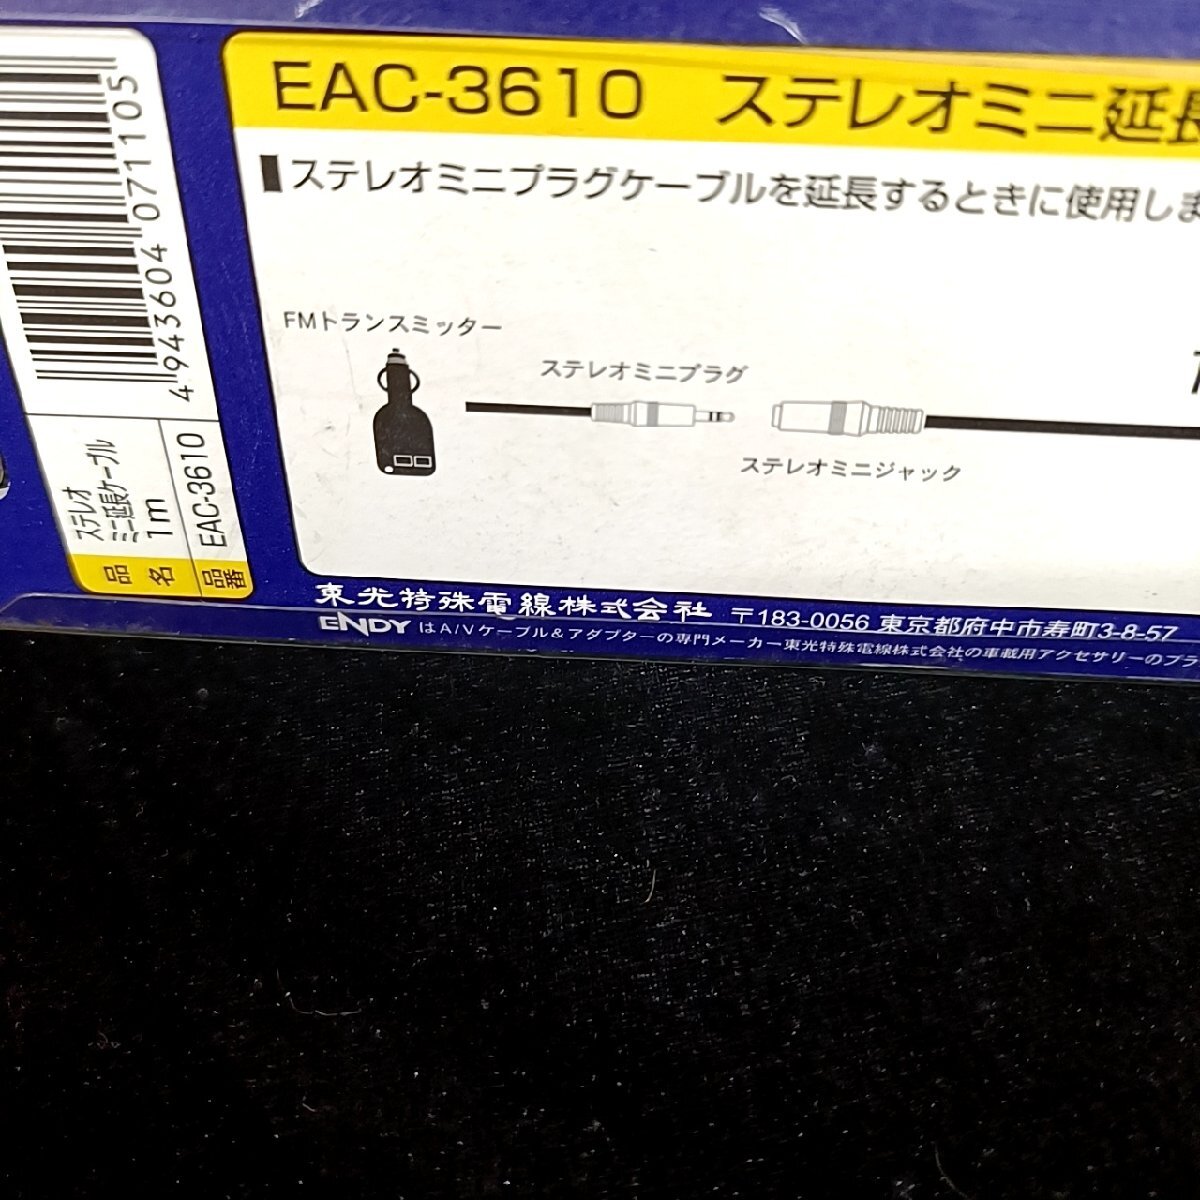 4 943604 071105
ステレオ
ミニ延長ケーブル
1m
EAC-3610
品名
品番
EAC-3610 ステレオミニ延長
ステレオミニプラグケーブルを延長するときに使用しま
FMトランスミッター
ステレオミニプラグ
ステレオミニジャック
東光特殊電線株式会社 〒183-0056 東京都府中市寿町3-8-57
ENDY はA/Vケーブル&アダプターの専門メーカー東光特殊電線株式会社の車載用アクセサリーのブラ